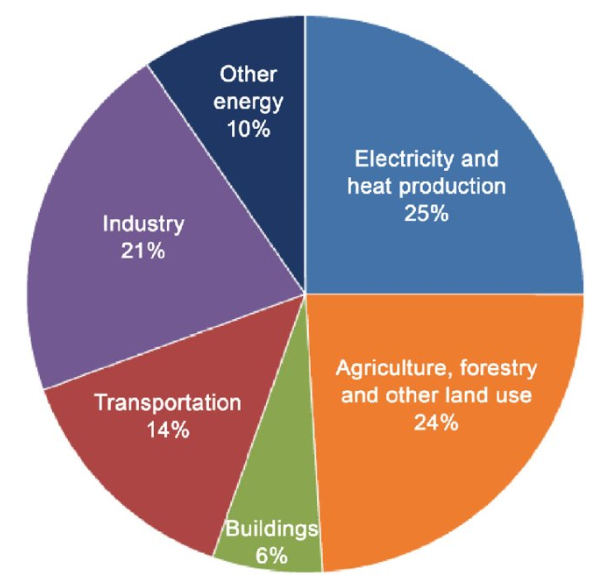 Other
energy
10%
Electricity and
heat production
25%
Industry
21%
Agriculture, forestry
and other land use
24%
Transportation
14%
Buildings
6%